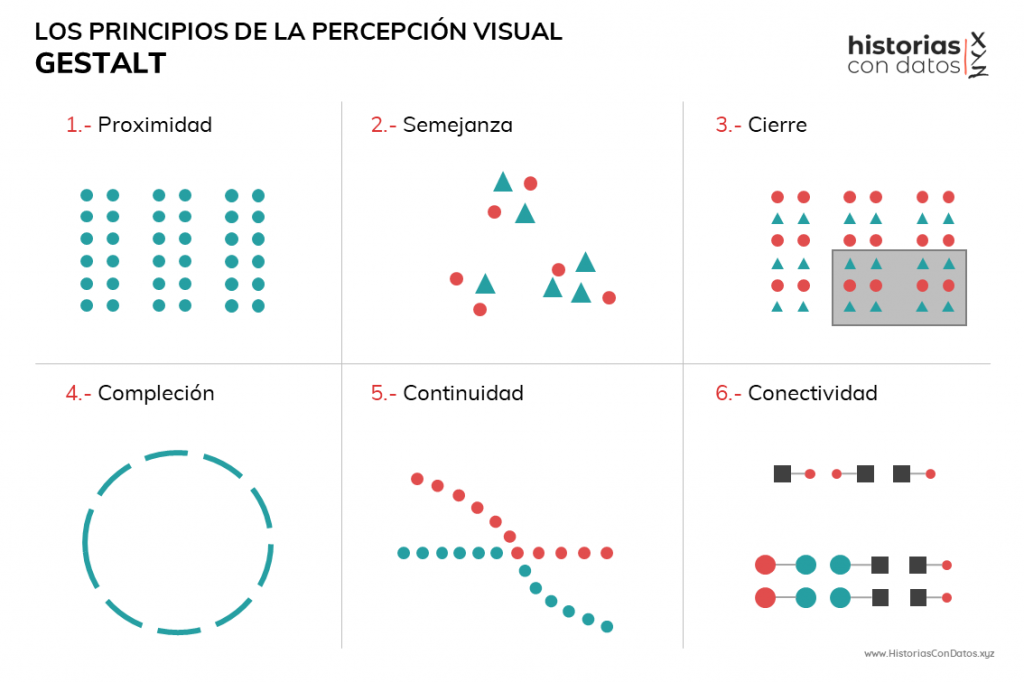 LOS PRINCIPIOS DE LA PERCEPCIÓN VISUAL
GESTALT
historias
con datos
XYZ
1.- Proximidad
2.- Semejanza
3.- Cierre
4.- Compleción
5.- Continuidad
6.- Conectividad
www.HistoriasConDatos.xyz